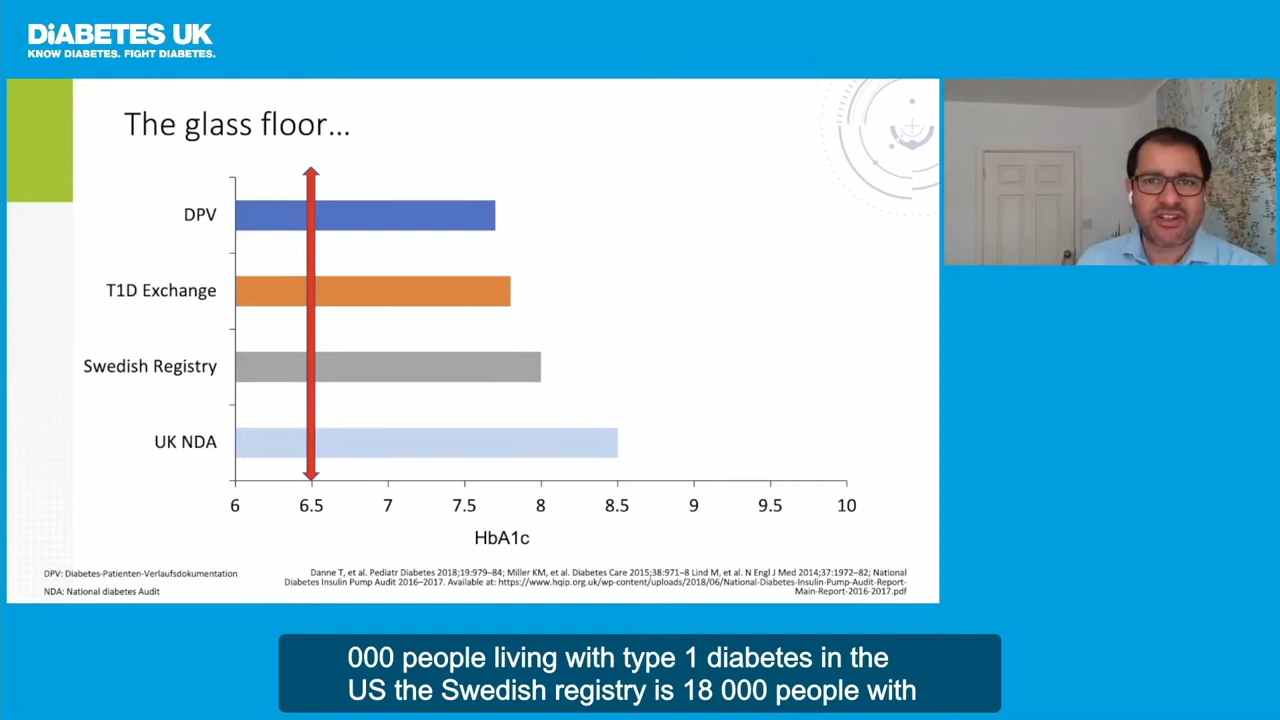 DiABETES UK
KNOW DIABETES. FIGHT DIABETES.
The glass floor...
DPV
T1D Exchange
Swedish Registry
UK NDA
6 6.5 7 7.5 8 8.5 9 9.5 10
HbA1c
DPV: Diabetes-Patienten-Verlaufsdokumentation
NDA: National diabetes Audit
Danne T, et al. Pediatr Diabetes 2018;19:979–84; Miller KM, et al. Diabetes Care 2015;38:971–8 Lind M, et al. N Engl J Med 2014;37:1972–82; National
Diabetes Insulin Pump Audit 2016–2017. Available at: https://www.hqip.org.uk/wp-content/uploads/2018/06/National-Diabetes-Insulin-Pump-Audit-Report-
Main-Report-2016-2017.pdf
000 people living with type 1 diabetes in the
US the Swedish registry is 18 000 people with